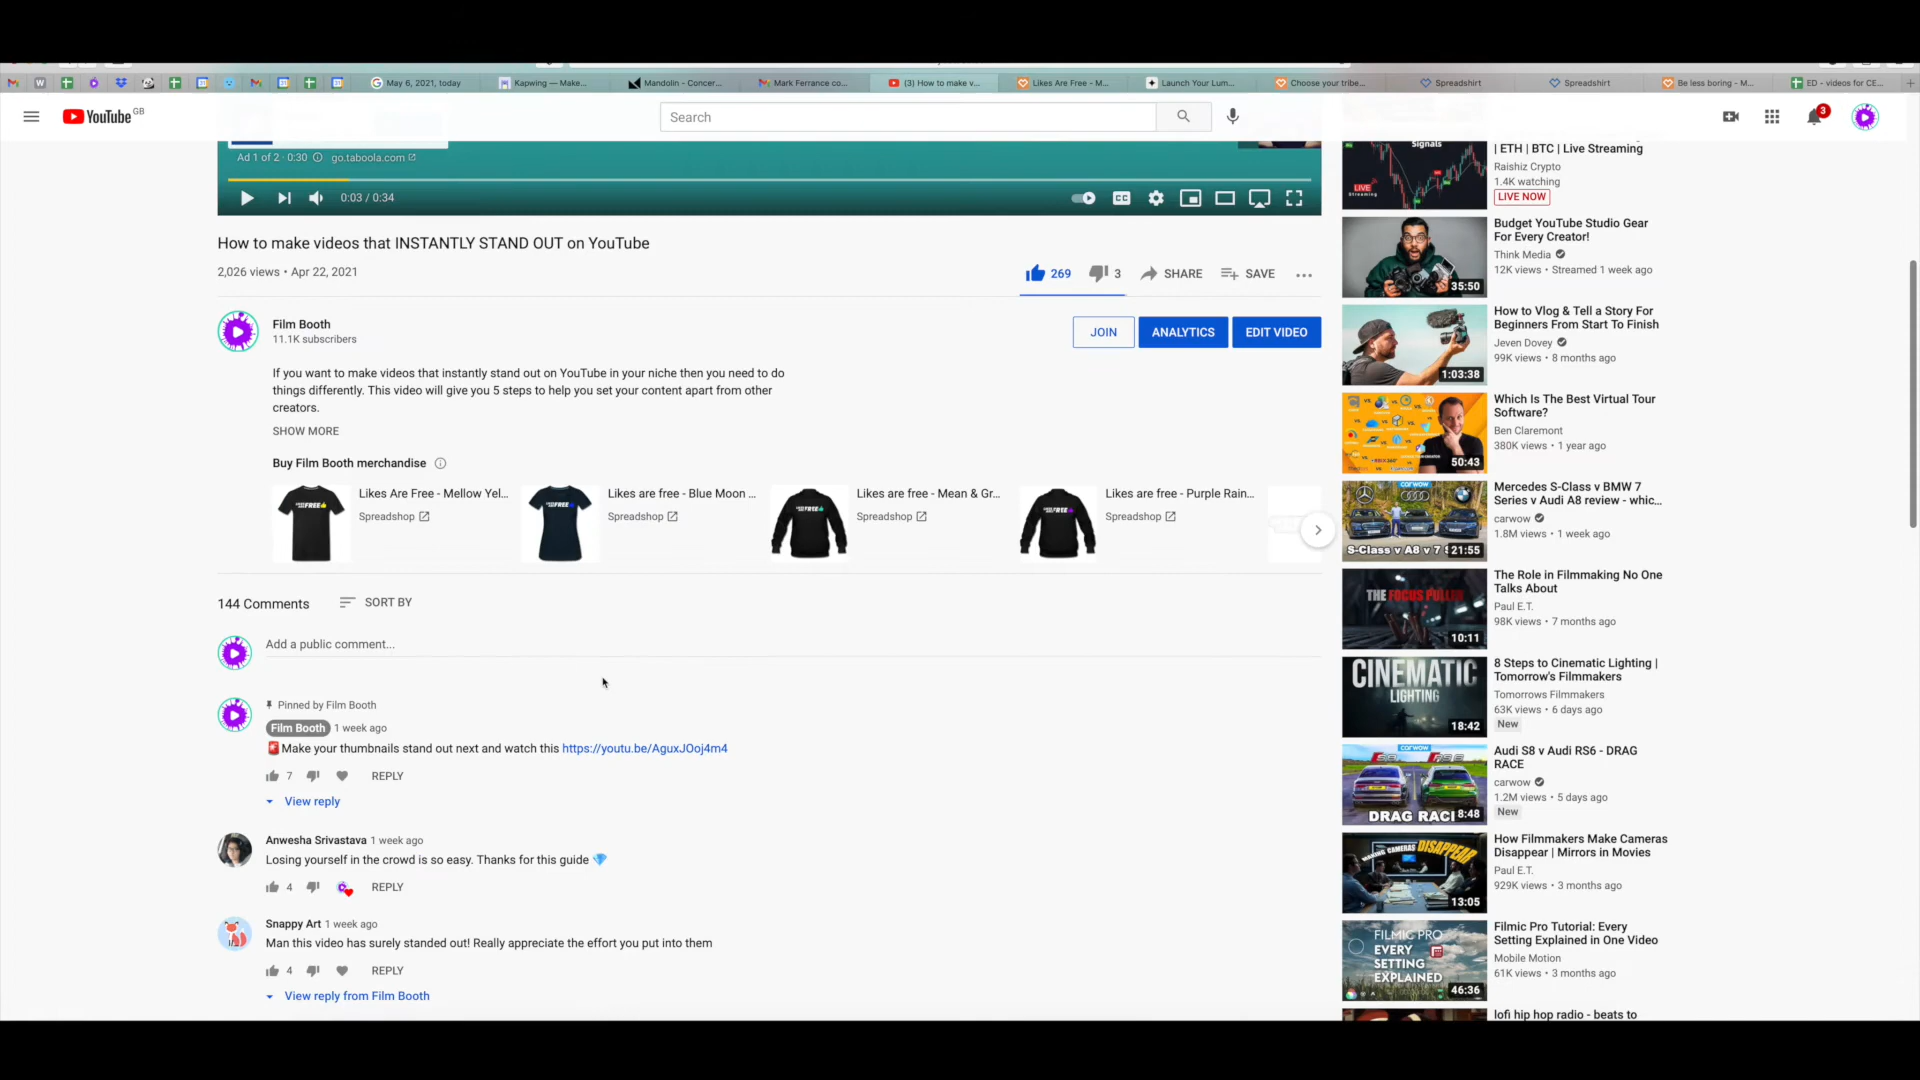 May 6, 2021, today
Kapwing — Make...
Mandolin - Concer...
Mark Ferrance co...
(3) How to make v...
Likes Are Free - M...
Launch Your Lum...
Choose your tribe...
Spreadshirt
Spreadshirt
Be less boring - M...
ED - videos for CE...
YouTube GB
Search
3
Ad 1 of 2 · 0:30
go.taboola.com
0:03 / 0:34
How to make videos that INSTANTLY STAND OUT on YouTube
2,026 views • Apr 22, 2021
269
3
SHARE
SAVE
Film Booth
11.1K subscribers
JOIN
ANALYTICS
EDIT VIDEO
If you want to make videos that instantly stand out on YouTube in your niche then you need to do
things differently. This video will give you 5 steps to help you set your content apart from other
creators.
SHOW MORE
Buy Film Booth merchandise
Likes Are Free - Mellow Yel...
Spreadshop
Likes are free - Blue Moon ...
Spreadshop
Likes are free - Mean & Gr...
Spreadshop
Likes are free - Purple Rain...
Spreadshop
144 Comments
SORT BY
Add a public comment...
Pinned by Film Booth
Film Booth 1 week ago
🚨Make your thumbnails stand out next and watch this https://youtu.be/AguxJOoj4m4
7
REPLY
View reply
Anwesha Srivastava 1 week ago
Losing yourself in the crowd is so easy. Thanks for this guide 💎
4
REPLY
Snappy Art 1 week ago
Man this video has surely standed out! Really appreciate the effort you put into them
4
REPLY
View reply from Film Booth
Signals
LIVE
Streaming
| ETH | BTC | Live Streaming
Raishiz Crypto
1.4K watching
LIVE NOW
35:50
Budget YouTube Studio Gear
For Every Creator!
Think Media
12K views • Streamed 1 week ago
1:03:38
How to Vlog & Tell a Story For
Beginners From Start To Finish
Jeven Dovey
99K views • 8 months ago
50:43
Which Is The Best Virtual Tour
Software?
Ben Claremont
380K views • 1 year ago
S-Class v A8 v 7 S
21:55
Mercedes S-Class v BMW 7
Series v Audi A8 review - whic...
carwow
1.8M views • 1 week ago
THE FOCUS PULLER
10:11
The Role in Filmmaking No One
Talks About
Paul E.T.
98K views • 7 months ago
CINEMATIC
LIGHTING
18:42
8 Steps to Cinematic Lighting |
Tomorrow's Filmmakers
Tomorrows Filmmakers
63K views • 6 days ago
New
carwow
DRAG RACI
8:48
Audi S8 v Audi RS6 - DRAG
RACE
carwow
1.2M views • 5 days ago
New
MAKING CAMERAS DISAPPEAR
13:05
How Filmmakers Make Cameras
Disappear | Mirrors in Movies
Paul E.T.
929K views • 3 months ago
FILMIC PRO
EVERY
SETTING
EXPLAINED
46:36
Filmic Pro Tutorial: Every
Setting Explained in One Video
Mobile Motion
61K views • 3 months ago
lofi hip hop radio - beats to